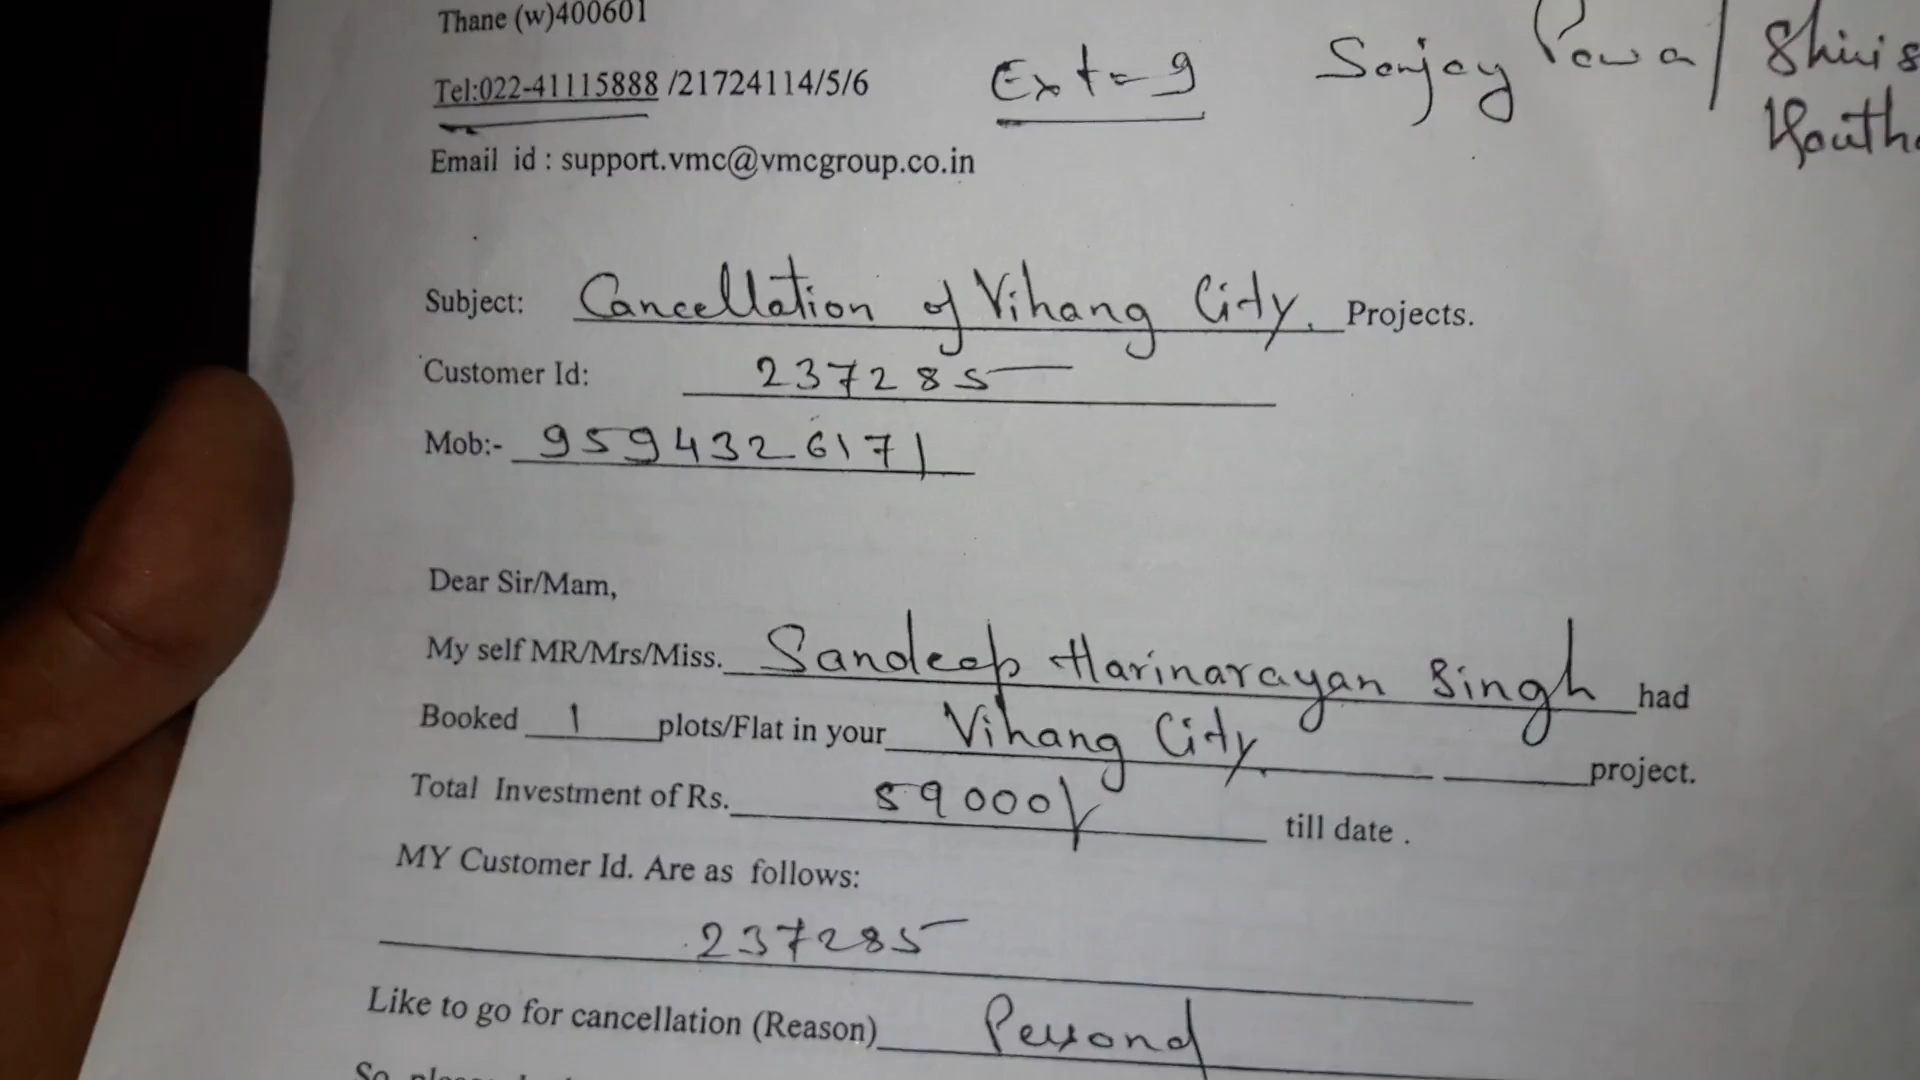 Thane (w)400601
Tel:022-41115888 /21724114/5/6 Ext-9 Sanjay Pawar/ Shiris
Email id : support.vmc@vmcgroup.co.in
Subject: Cancellation of Vihang City. Projects.
Customer Id: 237285
Mob:- 9594326171
Dear Sir/Mam,
My self MR/Mrs/Miss. Sandeep Harinarayan Singh had
Booked 1 plots/Flat in your Vihang City project.
Total Investment of Rs. 59000/ till date .
MY Customer Id. Are as follows:
237285
Like to go for cancellation (Reason) Personal
So